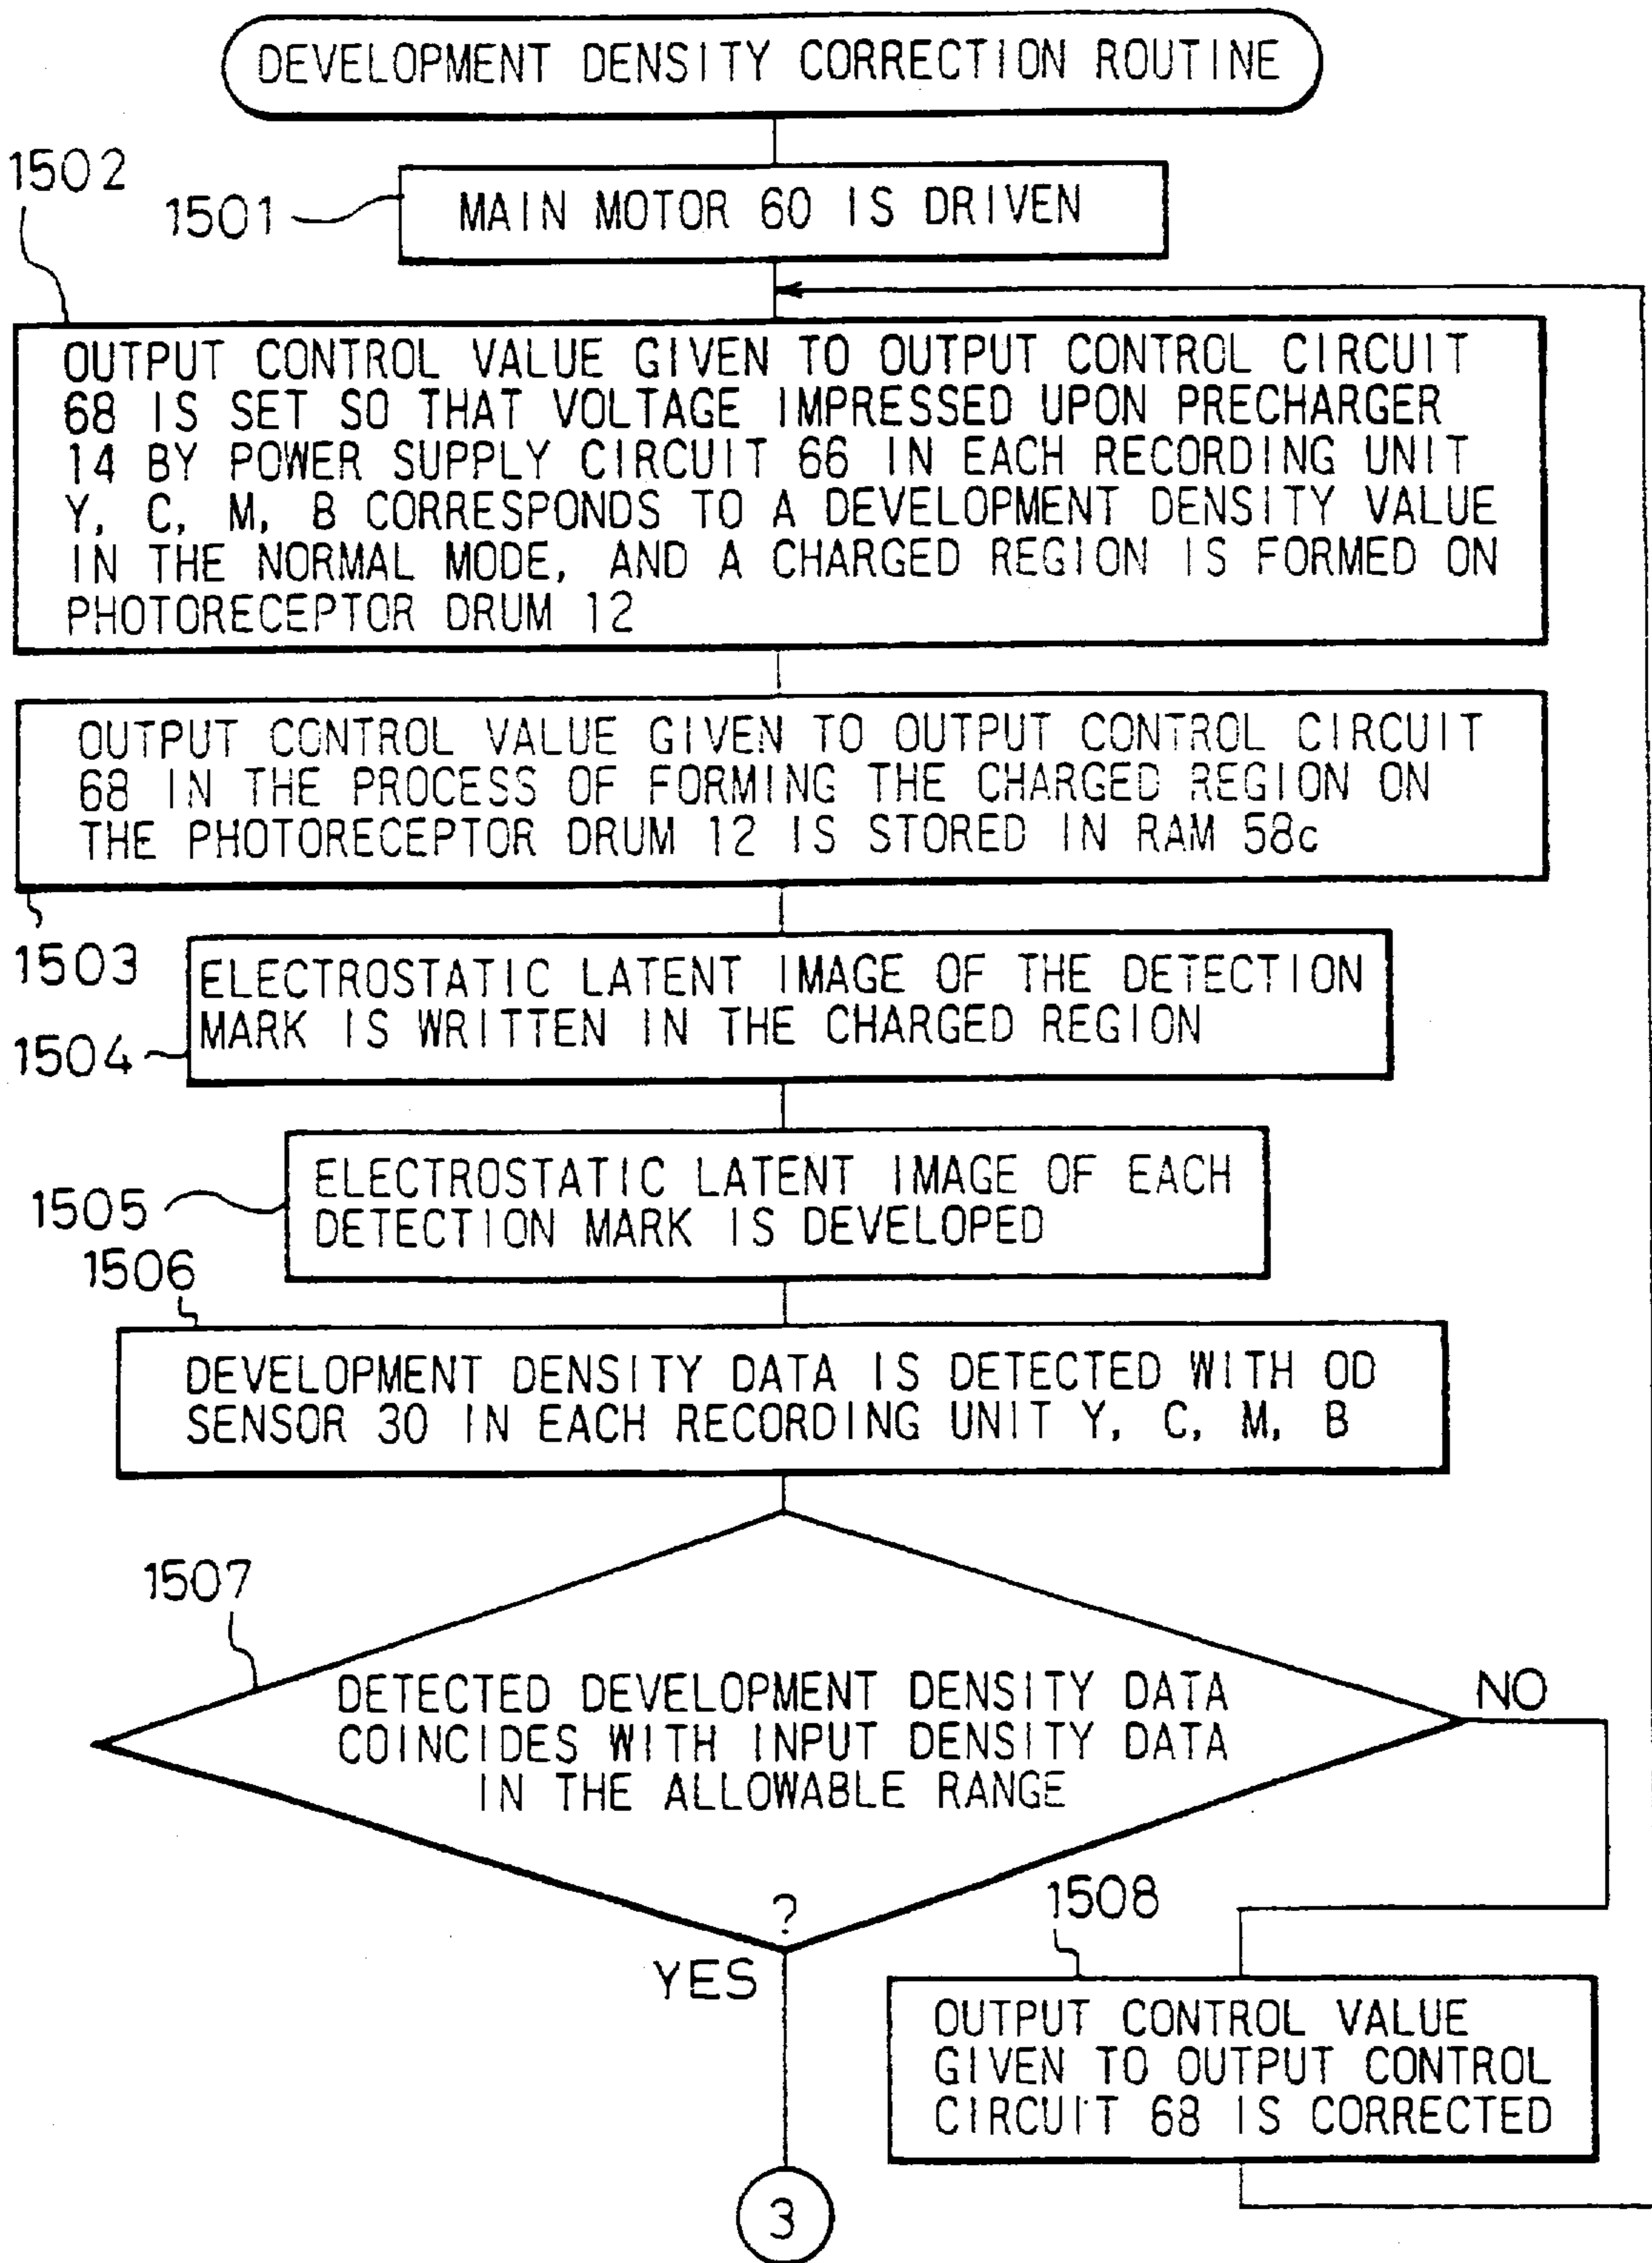 DEVELOPMENT DENSITY CORRECTION ROUTINE
1502
1501
MAIN MOTOR 60 IS DRIVEN
OUTPUT CONTROL VALUE GIVEN TO OUTPUT CONTROL CIRCUIT
68 IS SET SO THAT VOLTAGE IMPRESSED UPON PRECHARGER
14 BY POWER SUPPLY CIRCUIT 66 IN EACH RECORDING UNIT
Y, C, M, B CORRESPONDS TO A DEVELOPMENT DENSITY VALUE
IN THE NORMAL MODE, AND A CHARGED REGION IS FORMED ON
PHOTORECEPTOR DRUM 12
OUTPUT CONTROL VALUE GIVEN TO OUTPUT CONTROL CIRCUIT
68 IN THE PROCESS OF FORMING THE CHARGED REGION ON
THE PHOTORECEPTOR DRUM 12 IS STORED IN RAM 58c
1503
ELECTROSTATIC LATENT IMAGE OF THE DETECTION
MARK IS WRITTEN IN THE CHARGED REGION
1504
ELECTROSTATIC LATENT IMAGE OF EACH
DETECTION MARK IS DEVELOPED
1505
1506
DEVELOPMENT DENSITY DATA IS DETECTED WITH OD
SENSOR 30 IN EACH RECORDING UNIT Y, C, M, B
1507
DETECTED DEVELOPMENT DENSITY DATA
COINCIDES WITH INPUT DENSITY DATA
IN THE ALLOWABLE RANGE
?
NO
YES
1508
OUTPUT CONTROL VALUE
GIVEN TO OUTPUT CONTROL
CIRCUIT 68 IS CORRECTED
3